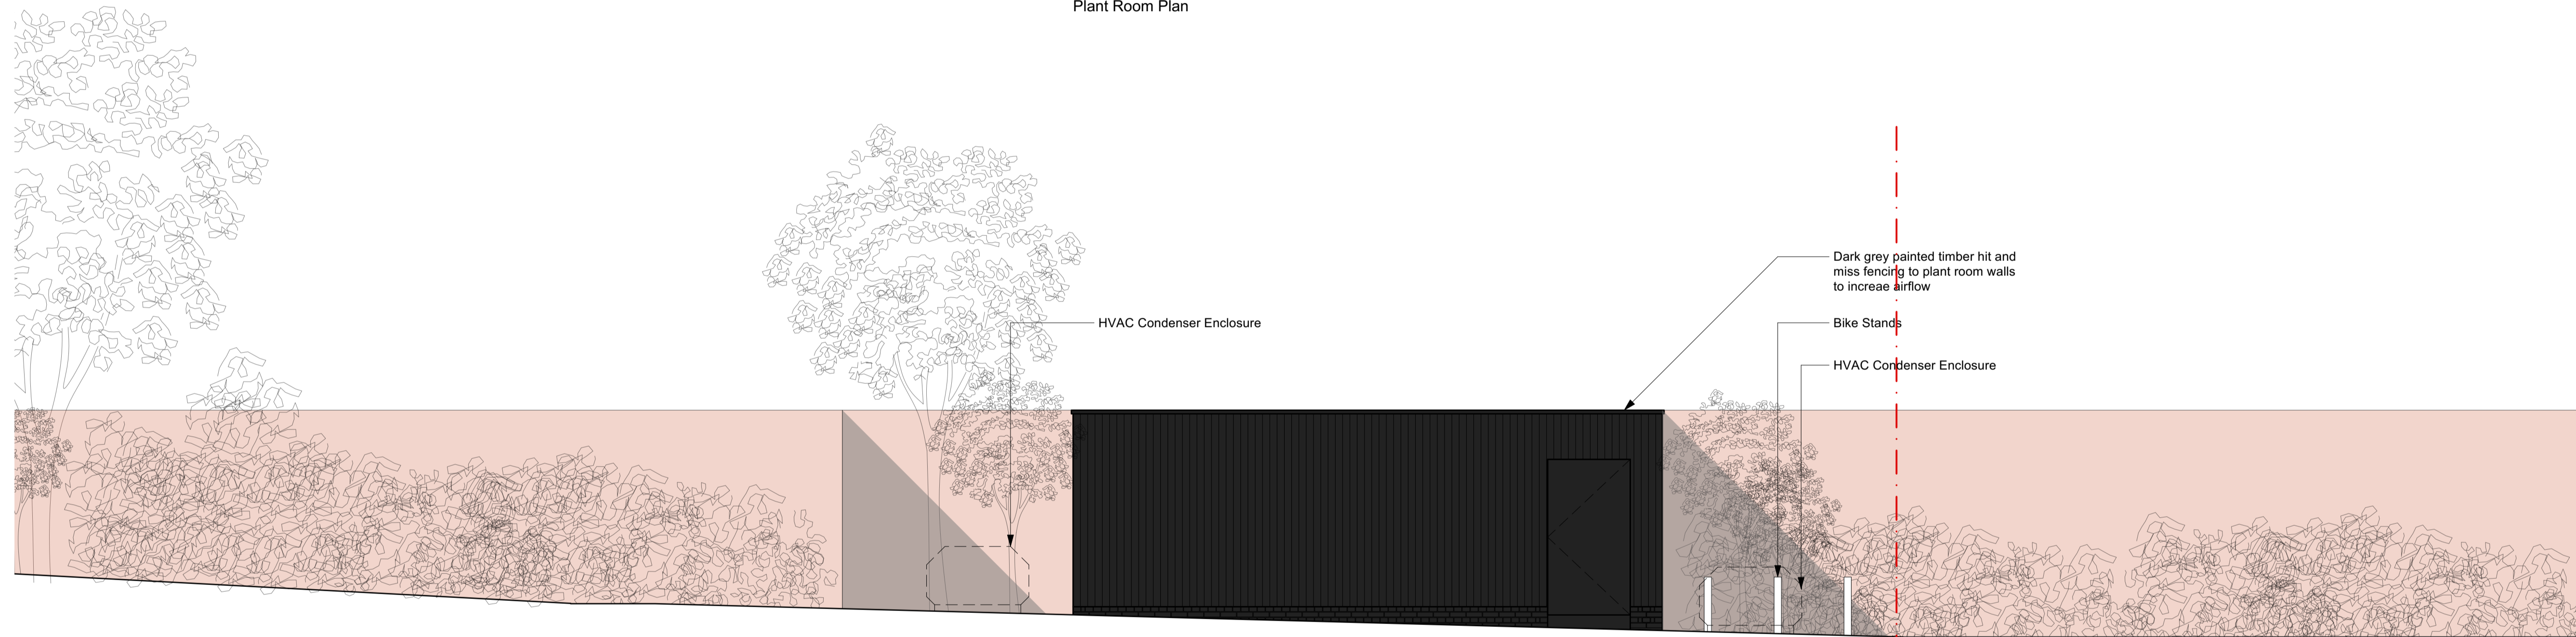 Plant Room Plan
Dark grey painted timber hit and
miss fencing to plant room walls
to increae airflow
HVAC Condenser Enclosure
Bike Stands
HVAC Condenser Enclosure